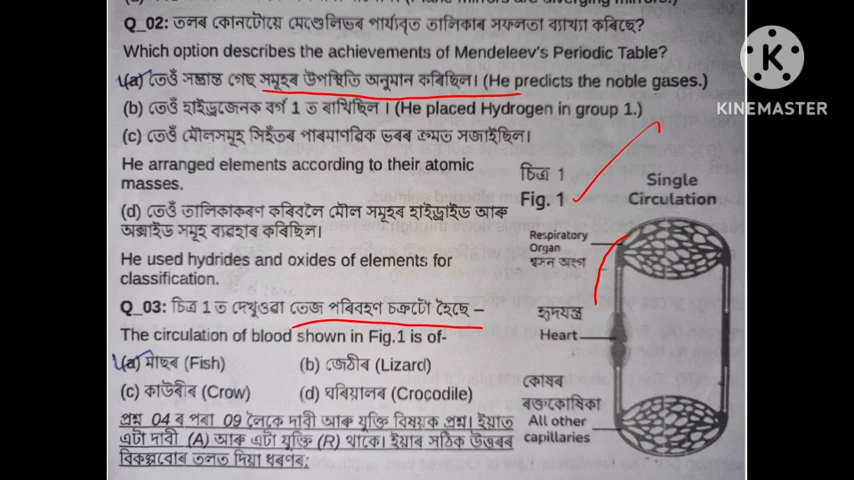 Q_02: তলৰ কোনটোয়ে মেণ্ডেলিভৰ পাৰ্য্যবৃত তালিকাৰ সফলতা ব্যাখ্যা কৰিছে?
Which option describes the achievements of Mendeleev's Periodic Table?
(a) তেওঁ সম্ভ্ৰান্ত গেছ সমূহৰ উপস্থিতি অনুমান কৰিছিল। (He predicts the noble gases.)
(b) তেওঁ হাইড্ৰজেনক বৰ্গ 1 ত ৰাখিছিল । (He placed Hydrogen in group 1.)
(c) তেওঁ মৌলসমূহ সিহঁতৰ পাৰমাণৱিক ভৰৰ ক্ৰমত সজাইছিল।
He arranged elements according to their atomic
masses.
(d) তেওঁ তালিকাকৰণ কৰিবলৈ মৌল সমূহৰ হাইড্ৰাইড আৰু
অক্সাইড সমূহ ব্যৱহাৰ কৰিছিল।
He used hydrides and oxides of elements for
classification.
Q_03: চিত্ৰ 1 ত দেখুওৱা তেজ পৰিবহণ চক্ৰটো হৈছে –
The circulation of blood shown in Fig.1 is of-
(a) মাছৰ (Fish) (b) জেঠীৰ (Lizard)
(c) কাউৰীৰ (Crow) (d) ঘৰিয়ালৰ (Crocodile)
প্ৰশ্ন 04 ৰ পৰা 09 লৈকে দাবী আৰু যুক্তি বিষয়ক প্ৰশ্ন। ইয়াত
এটা দাবী (A) আৰু এটা যুক্তি (R) থাকে। ইয়াৰ সঠিক উত্তৰৰ
বিকল্পবোৰ তলত দিয়া ধৰণৰ:
চিত্ৰ 1
Fig. 1
Single
Circulation
Respiratory
Organ
শ্বসন অংগ
হৃদযন্ত্ৰ
Heart
কোষৰ
ৰক্তকোষিকা
All other
capillaries
KINEMASTER